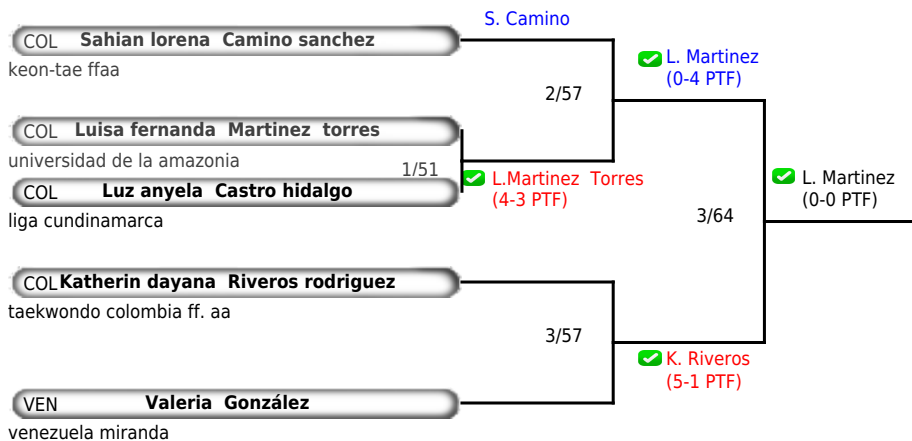 S. Camino
COL Sahian lorena Camino sanchez
keon-tae ffaa
L. Martinez
(0-4 PTF)
2/57
COL Luisa fernanda Martinez torres
universidad de la amazonia
1/51
L.Martinez Torres
(4-3 PTF)
COL Luz anyela Castro hidalgo
liga cundinamarca
L. Martinez
(0-0 PTF)
3/64
COL Katherin dayana Riveros rodriguez
taekwondo colombia ff. aa
3/57
K. Riveros
(5-1 PTF)
VEN Valeria González
venezuela miranda